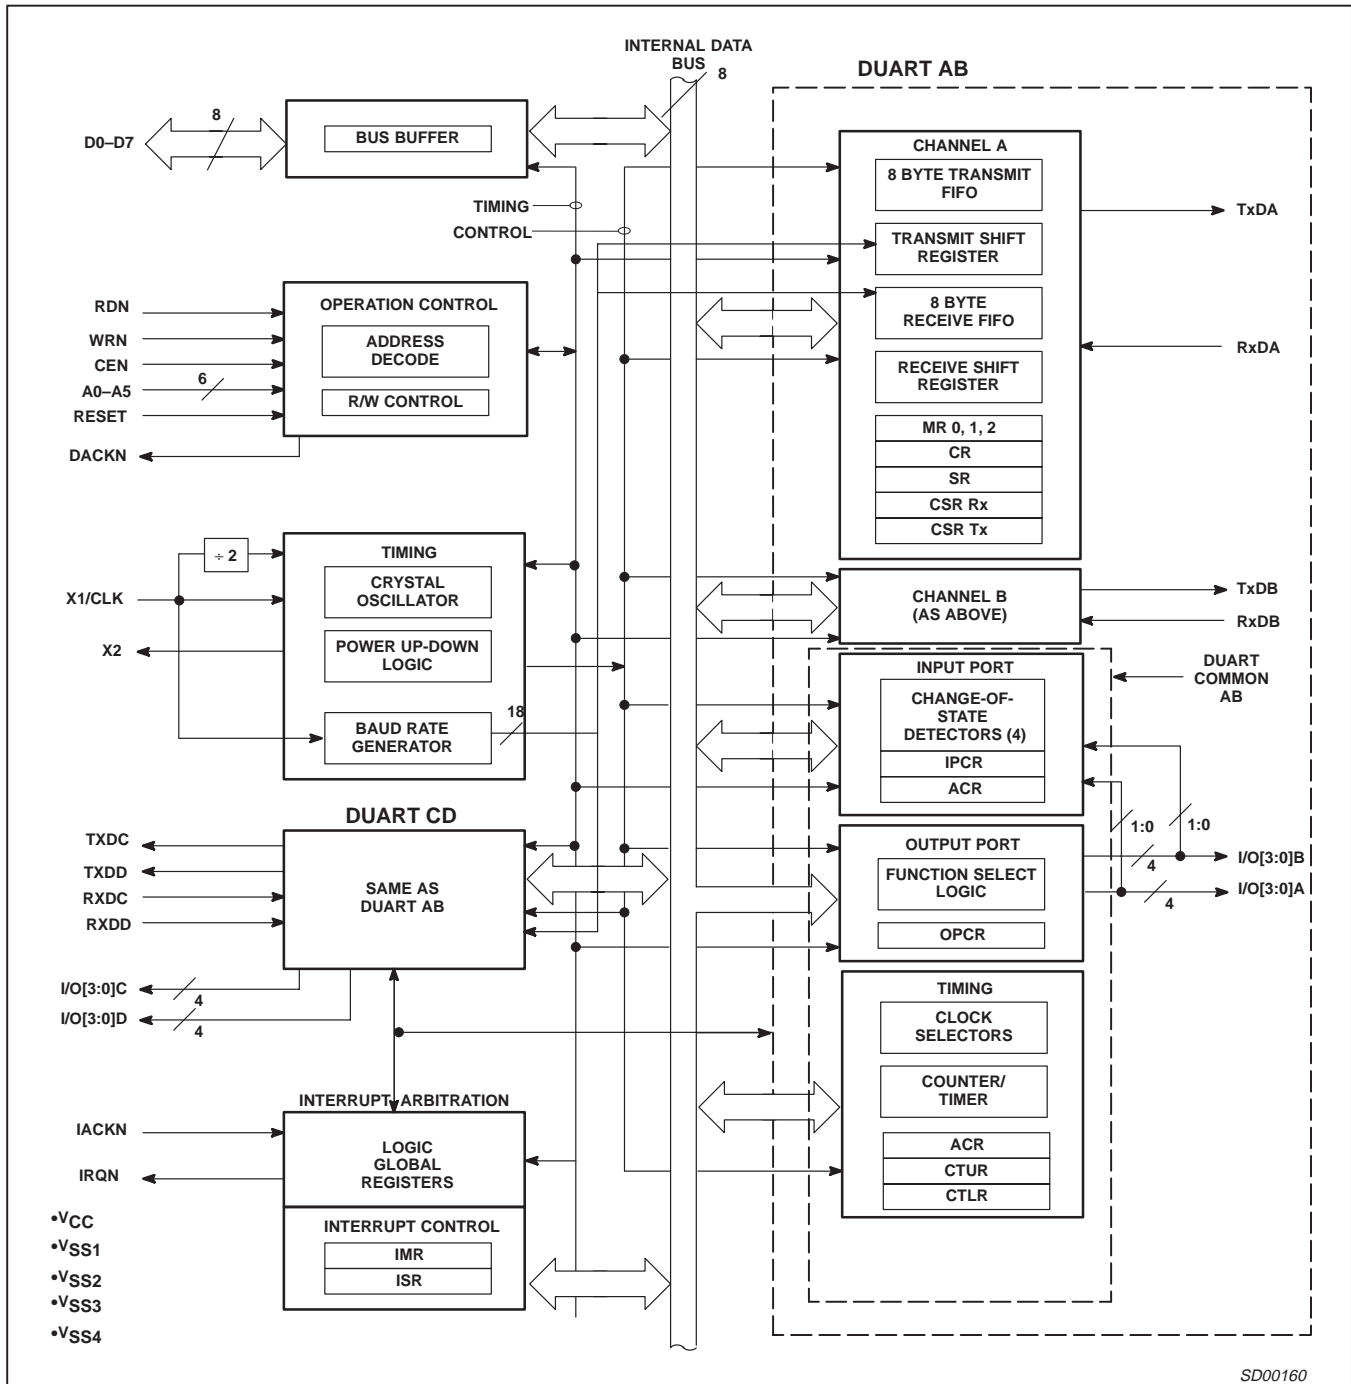 INTERNAL DATA
BUS
8
DUART AB
D0–D7
8
BUS BUFFER
TIMING
CONTROL
CHANNEL A
8 BYTE TRANSMIT
FIFO
TRANSMIT SHIFT
REGISTER
8 BYTE
RECEIVE FIFO
RECEIVE SHIFT
REGISTER
MR 0, 1, 2
CR
SR
CSR Rx
CSR Tx
TxDA
RxDA
RDN
WRN
CEN
A0–A5
6
RESET
DACKN
OPERATION CONTROL
ADDRESS
DECODE
R/W CONTROL
÷ 2
X1/CLK
X2
TIMING
CRYSTAL
OSCILLATOR
POWER UP-DOWN
LOGIC
BAUD RATE
GENERATOR
18
CHANNEL B
(AS ABOVE)
TxDB
RxDB
DUART
COMMON
AB
INPUT PORT
CHANGE-OF-
STATE
DETECTORS (4)
IPCR
ACR
1:0
1:0
DUART CD
TXDC
TXDD
RXDC
RXDD
SAME AS
DUART AB
I/O[3:0]C
4
I/O[3:0]D
4
OUTPUT PORT
FUNCTION SELECT
LOGIC
OPCR
4
I/O[3:0]B
4
I/O[3:0]A
TIMING
CLOCK
SELECTORS
COUNTER/
TIMER
ACR
CTUR
CTLR
INTERRUPT ARBITRATION
IACKN
IRQN
LOGIC
GLOBAL
REGISTERS
INTERRUPT CONTROL
IMR
ISR
•VCC
•VSS1
•VSS2
•VSS3
•VSS4
SD00160